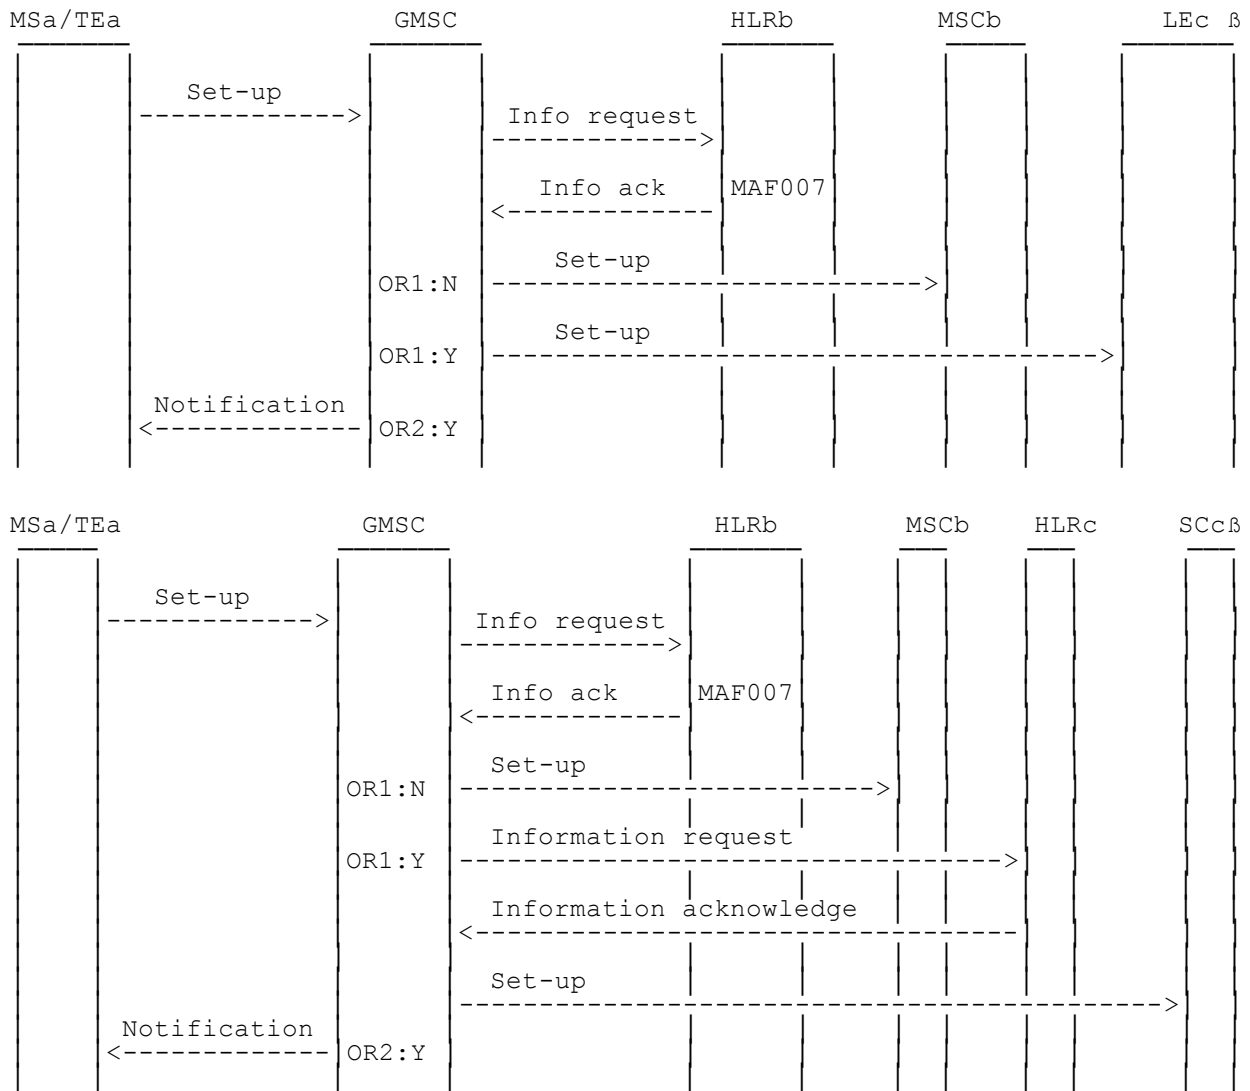 MSa/TEa GMSC HLRb MSCb LEc ß
Set-up
Info request
Info ack MAF007
Set-up
OR1:N
Set-up
OR1:Y
Notification
OR2:Y
MSa/TEa GMSC HLRb MSCb HLRc SCcß
Set-up
Info request
Info ack MAF007
Set-up
OR1:N
Information request
OR1:Y
Information acknowledge
Set-up
Notification
OR2:Y